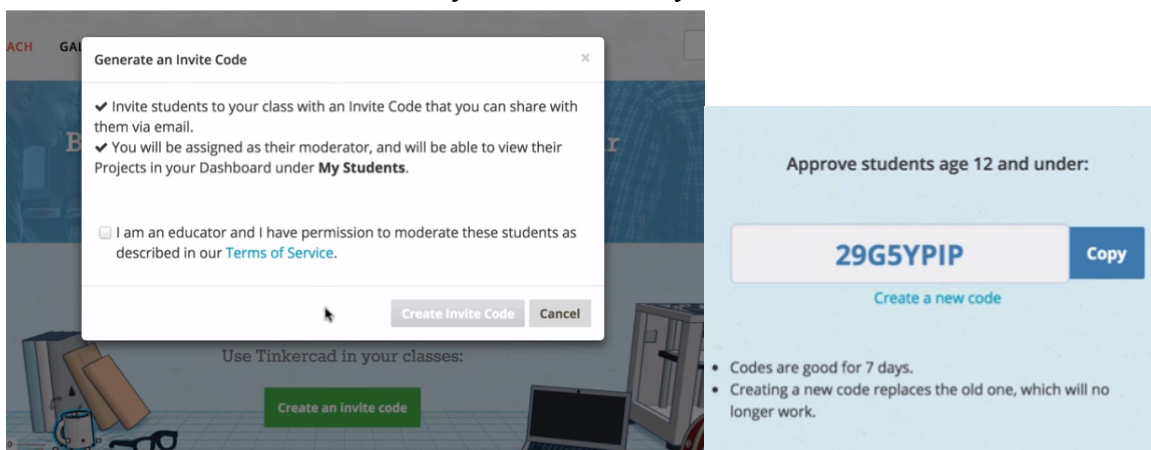 ACH GAL
Generate an Invite Code ×
✔ Invite students to your class with an Invite Code that you can share with
them via email.
✔ You will be assigned as their moderator, and will be able to view their
Projects in your Dashboard under My Students.
I am an educator and I have permission to moderate these students as
described in our Terms of Service.
Create Invite Code Cancel
Use Tinkercad in your classes:
Create an invite code
Approve students age 12 and under:
29G5YPIP Copy
Create a new code
• Codes are good for 7 days.
• Creating a new code replaces the old one, which will no
longer work.